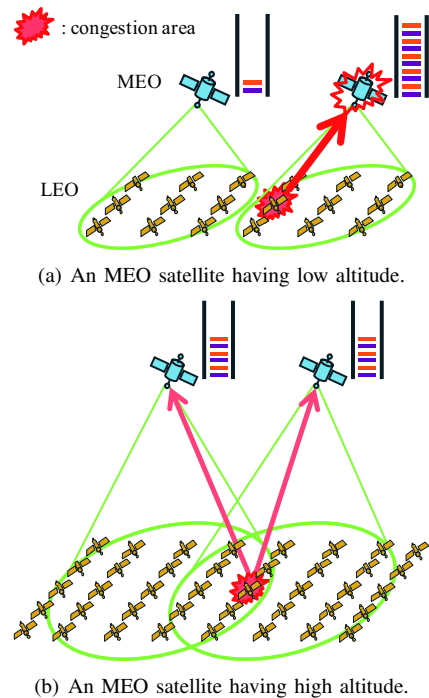 : congestion area
MEO
LEO
(a) An MEO satellite having low altitude.
(b) An MEO satellite having high altitude.